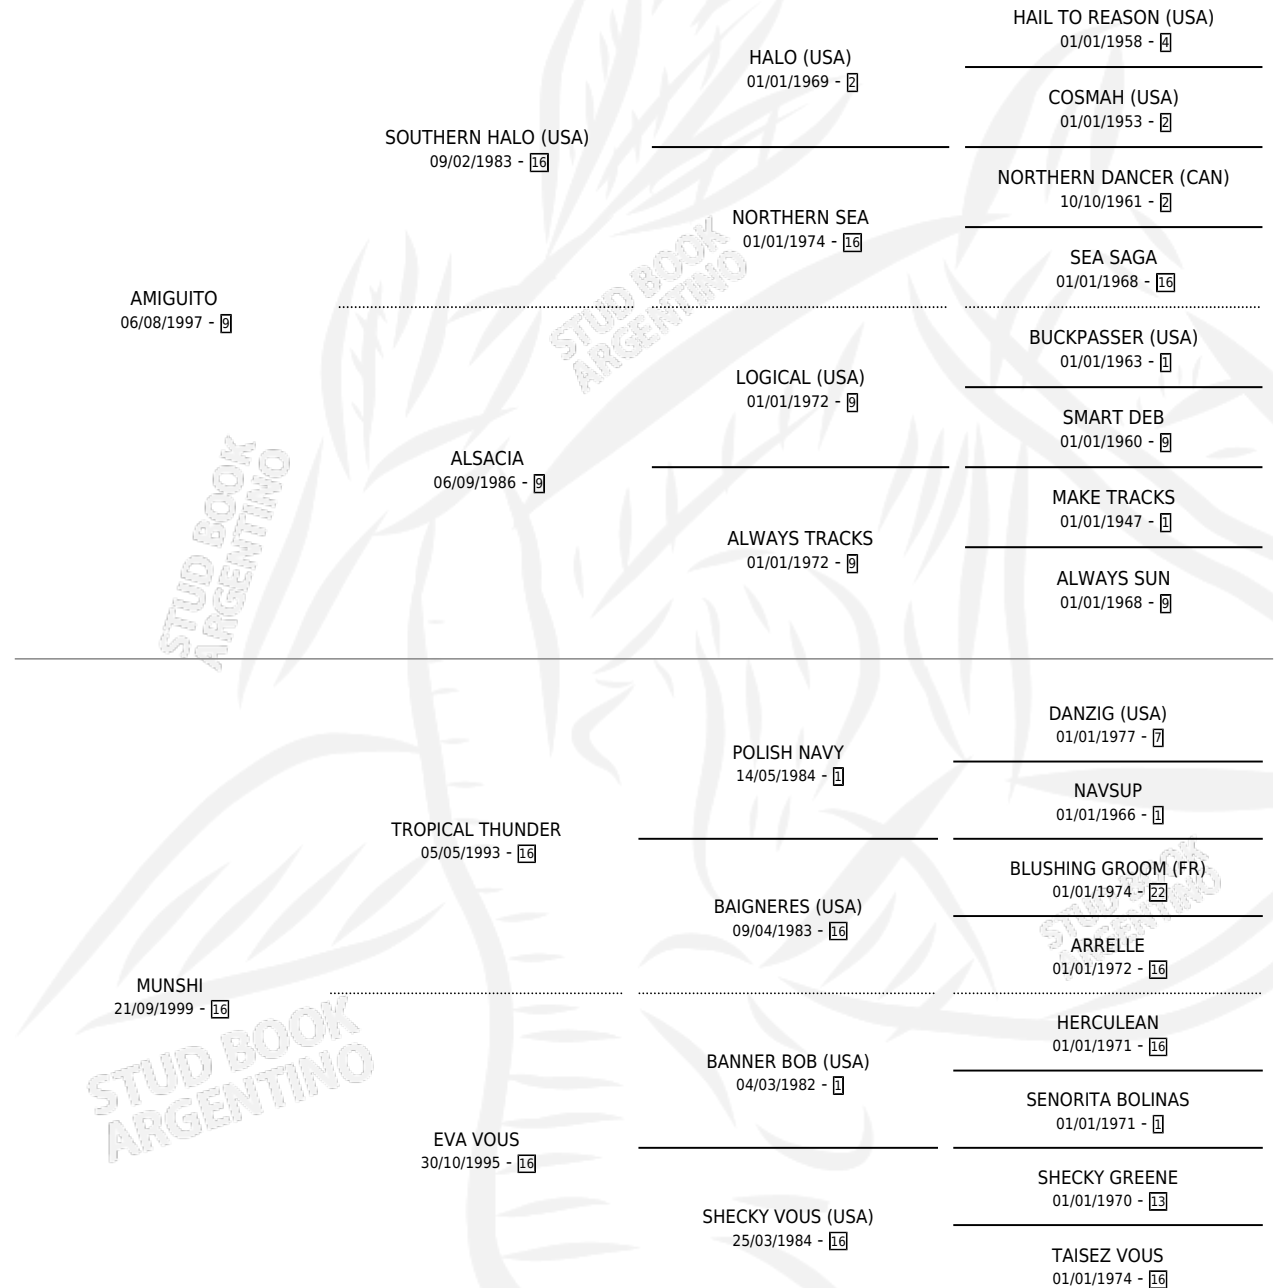 HAIL TO REASON (USA)
01/01/1958 - 4
HALO (USA)
01/01/1969 - 2
COSMAH (USA)
01/01/1953 - 2
SOUTHERN HALO (USA)
09/02/1983 - 16
NORTHERN DANCER (CAN)
10/10/1961 - 2
NORTHERN SEA
01/01/1974 - 16
SEA SAGA
01/01/1968 - 16
AMIGUITO
06/08/1997 - 9
STUD BOOK
ARGENTINO
BUCKPASSER (USA)
01/01/1963 - 1
LOGICAL (USA)
01/01/1972 - 9
SMART DEB
01/01/1960 - 9
ALSACIA
06/09/1986 - 9
MAKE TRACKS
01/01/1947 - 1
ALWAYS TRACKS
01/01/1972 - 9
ALWAYS SUN
01/01/1968 - 9
STUD BOOK
ARGENTINO
DANZIG (USA)
01/01/1977 - 7
POLISH NAVY
14/05/1984 - 1
NAVSUP
01/01/1966 - 1
TROPICAL THUNDER
05/05/1993 - 16
BLUSHING GROOM (FR)
01/01/1974 - 22
BAIGNERES (USA)
09/04/1983 - 16
STUD BOOK
ARGENTINO
ARRELLE
01/01/1972 - 16
MUNSHI
21/09/1999 - 16
STUD BOOK
ARGENTINO
HERCULEAN
01/01/1971 - 16
BANNER BOB (USA)
04/03/1982 - 1
SENORITA BOLINAS
01/01/1971 - 1
EVA VOUS
30/10/1995 - 16
SHECKY GREENE
01/01/1970 - 13
SHECKY VOUS (USA)
25/03/1984 - 16
TAISEZ VOUS
01/01/1974 - 16